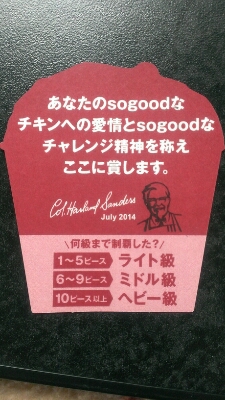 あなたのsogoodな
チキンへの愛情とsogoodな
チャレンジ精神を称え
ここに賞します。
Col. Harland Sanders
July 2014
\何級まで制覇した?/
1~5ピース ライト級
6~9ピース ミドル級
10ピース以上 ヘビー級